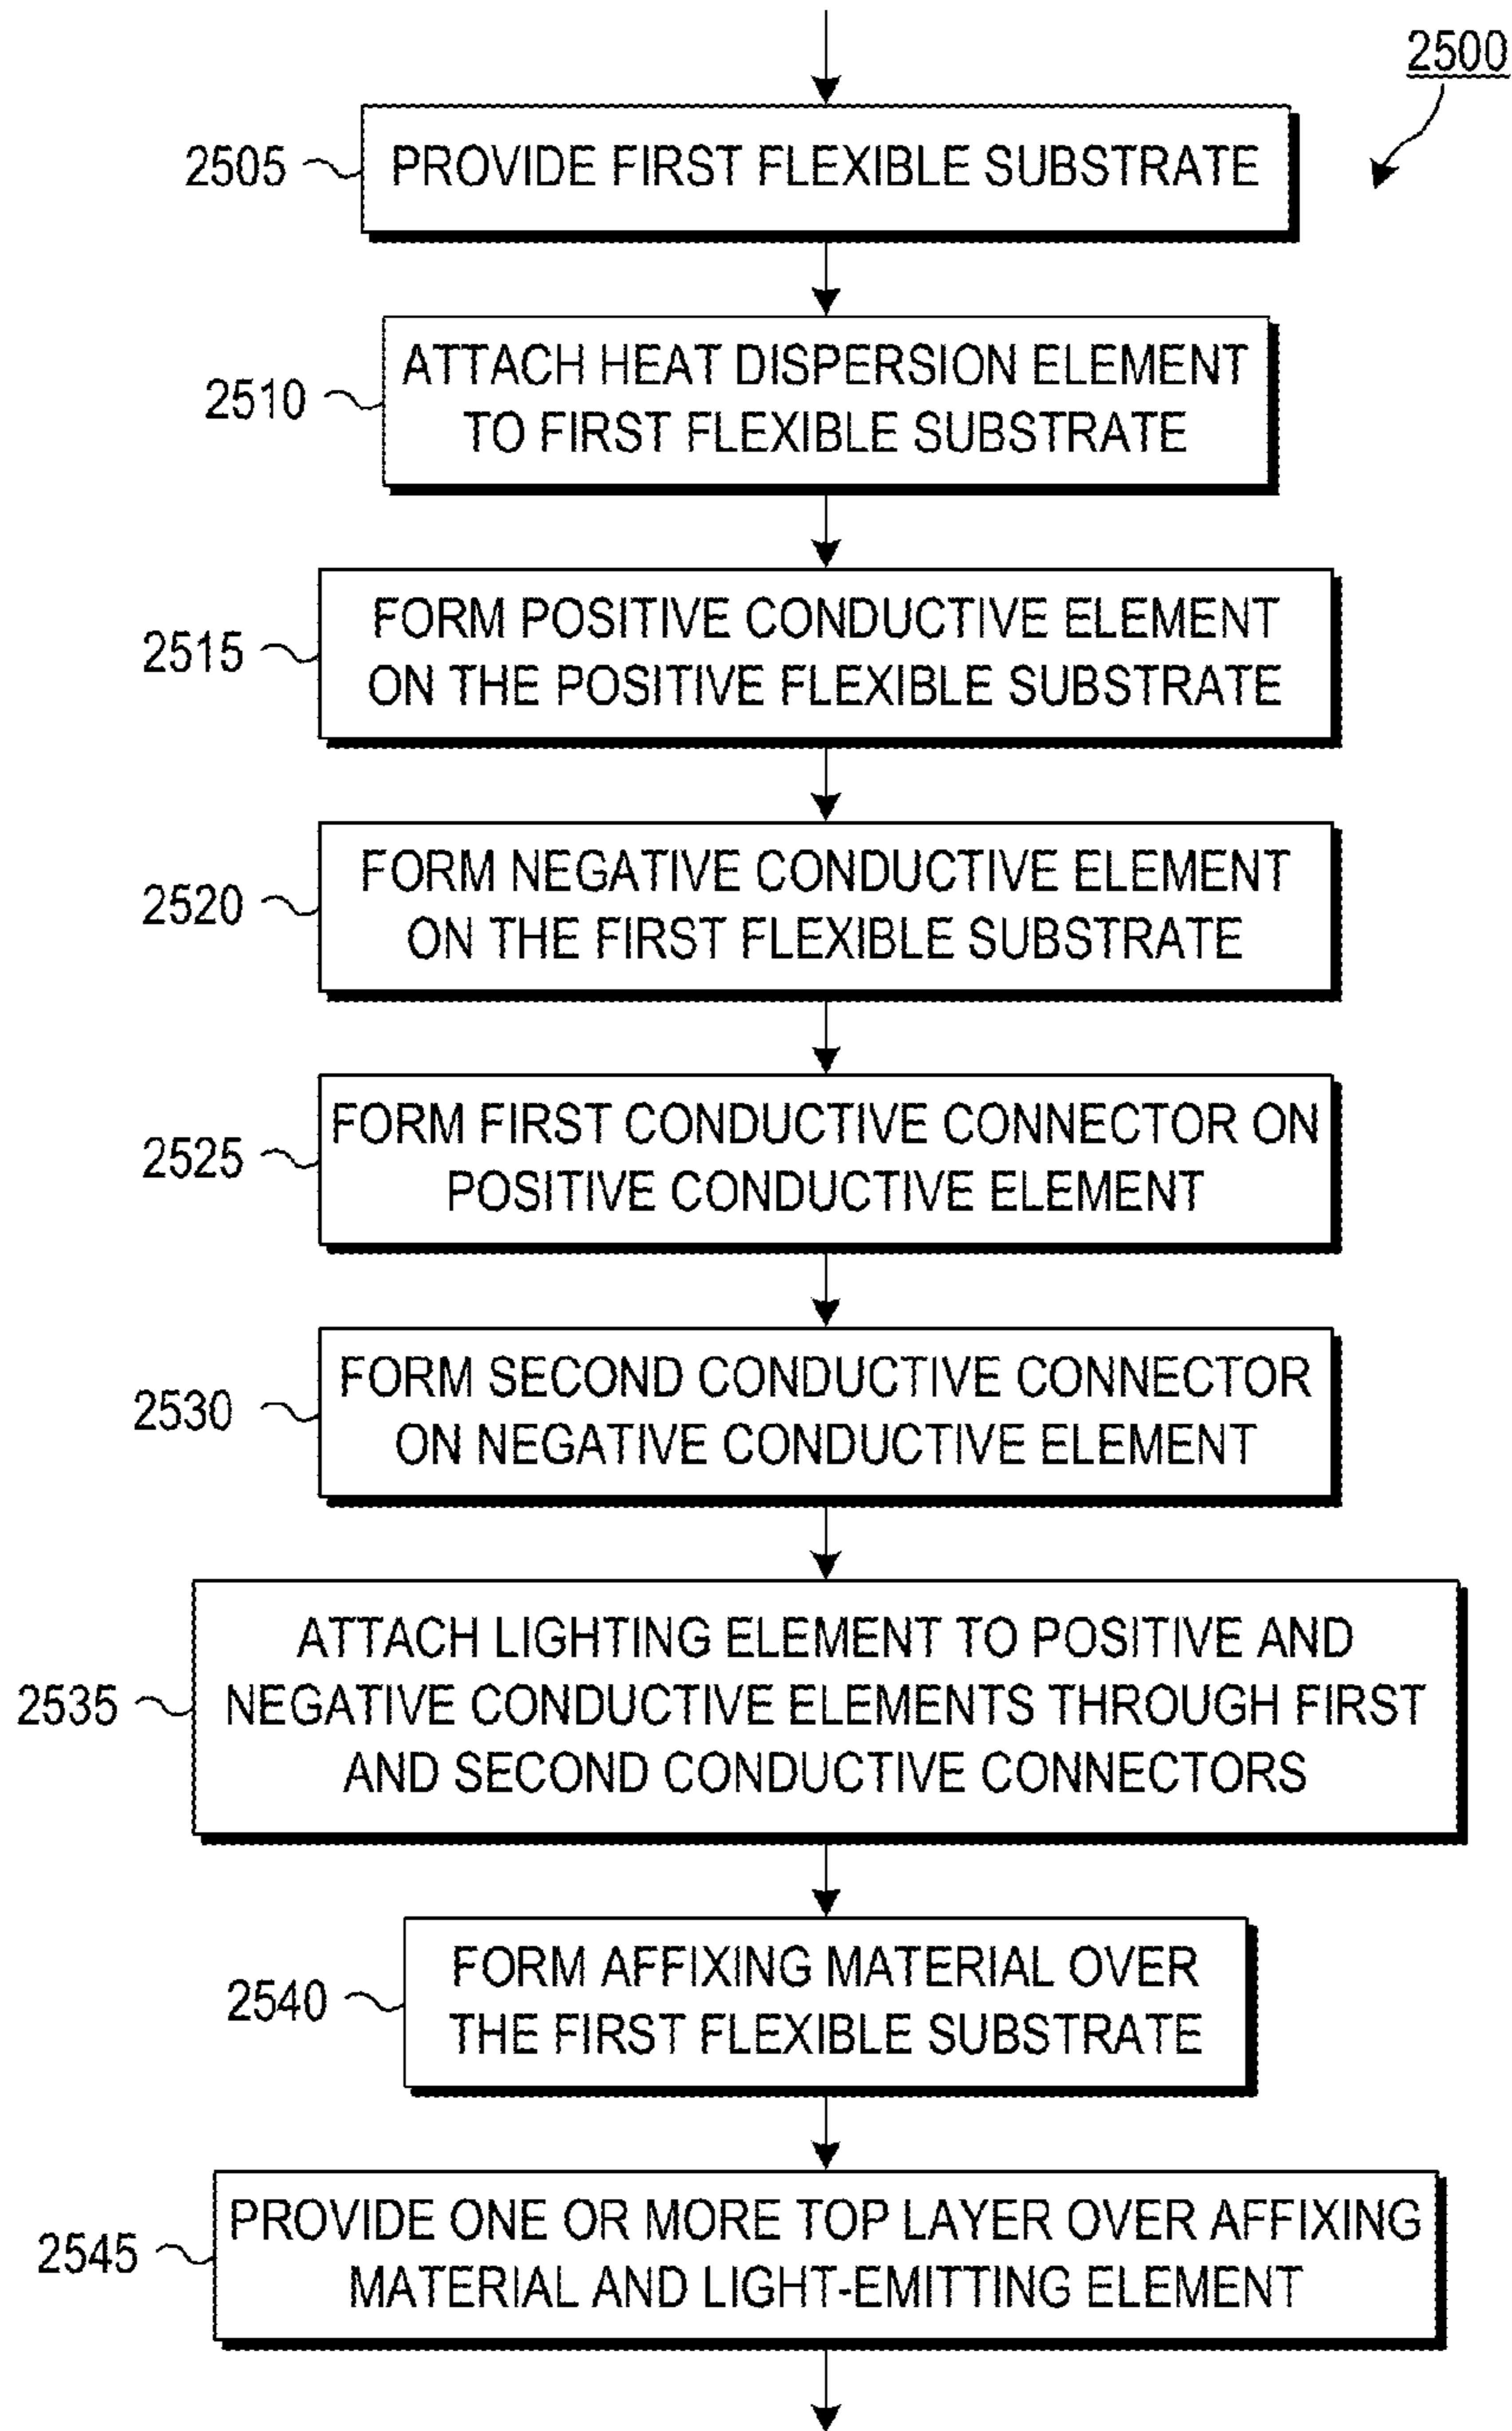 2500
2505
PROVIDE FIRST FLEXIBLE SUBSTRATE
2510
ATTACH HEAT DISPERSION ELEMENT
TO FIRST FLEXIBLE SUBSTRATE
2515
FORM POSITIVE CONDUCTIVE ELEMENT
ON THE POSITIVE FLEXIBLE SUBSTRATE
2520
FORM NEGATIVE CONDUCTIVE ELEMENT
ON THE FIRST FLEXIBLE SUBSTRATE
2525
FORM FIRST CONDUCTIVE CONNECTOR ON
POSITIVE CONDUCTIVE ELEMENT
2530
FORM SECOND CONDUCTIVE CONNECTOR
ON NEGATIVE CONDUCTIVE ELEMENT
2535
ATTACH LIGHTING ELEMENT TO POSITIVE AND
NEGATIVE CONDUCTIVE ELEMENTS THROUGH FIRST
AND SECOND CONDUCTIVE CONNECTORS
2540
FORM AFFIXING MATERIAL OVER
THE FIRST FLEXIBLE SUBSTRATE
2545
PROVIDE ONE OR MORE TOP LAYER OVER AFFIXING
MATERIAL AND LIGHT-EMITTING ELEMENT